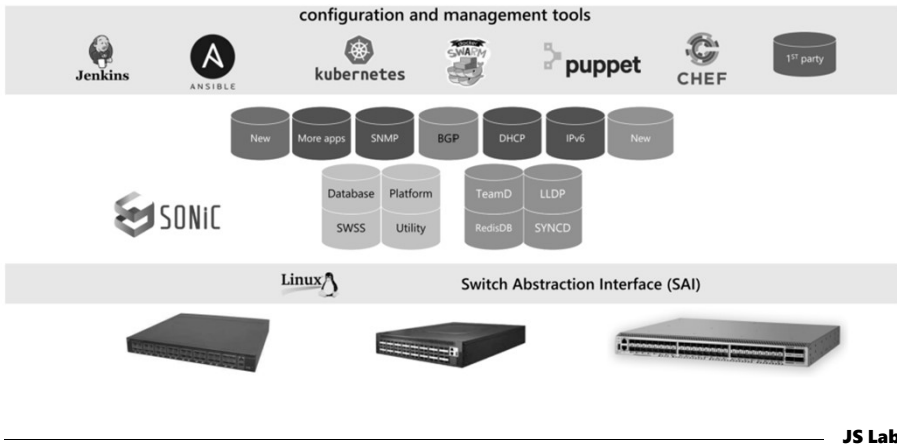 configuration and management tools
Jenkins
A
ANSIBLE
kubernetes
docker
SWARM
puppet
CHEF
1ST party
New
More apps
SNMP
BGP
DHCP
IPv6
New
Database
Platform
TeamD
LLDP
SWSS
Utility
RedisDB
SYNCD
SONiC
Linux
Switch Abstraction Interface (SAI)
JS Lab